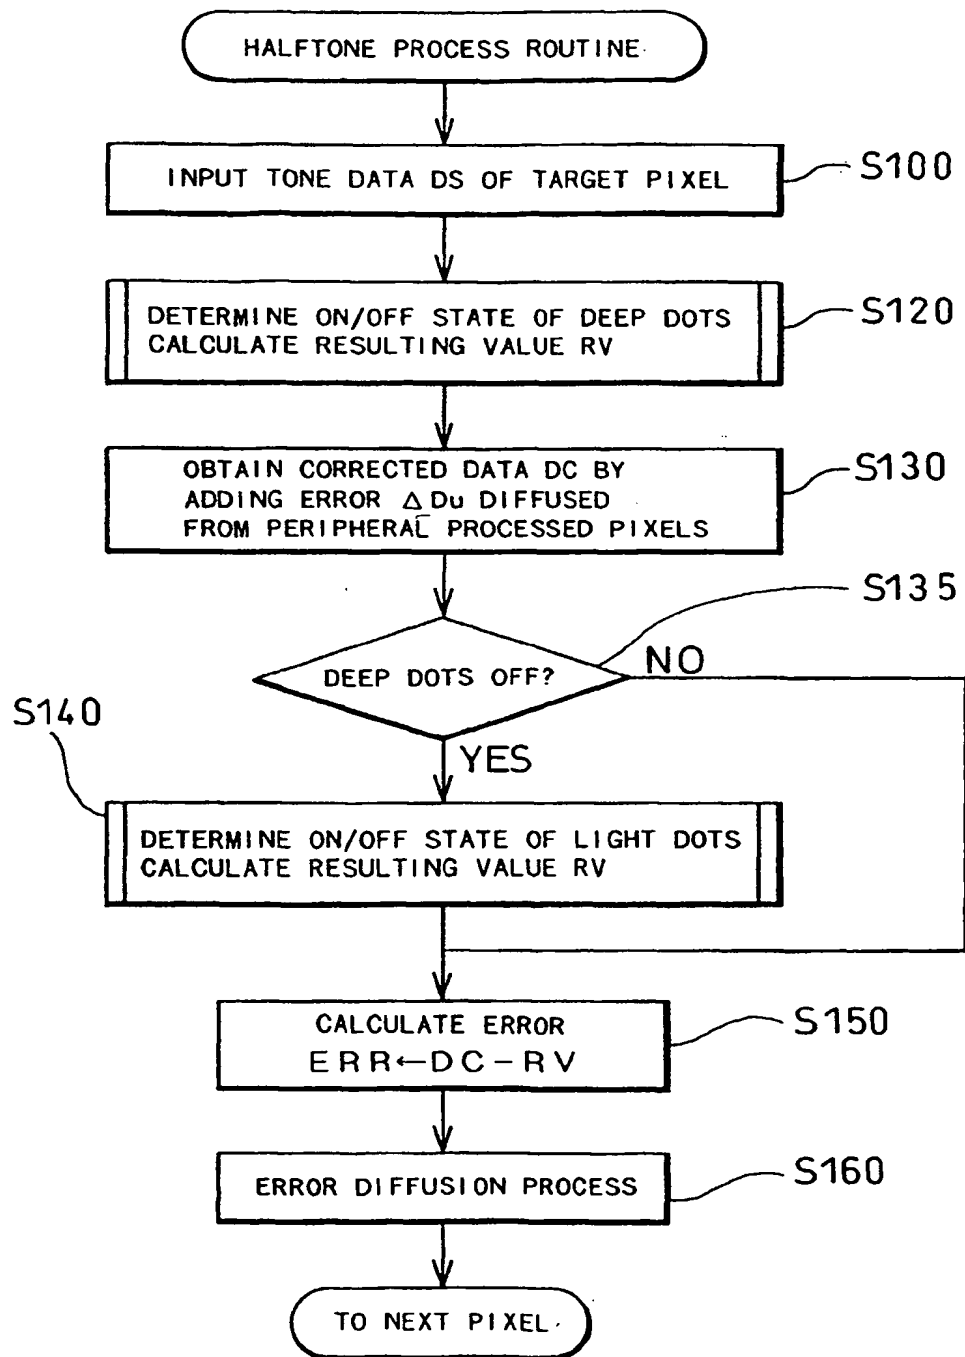 HALFTONE PROCESS ROUTINE
INPUT TONE DATA DS OF TARGET PIXEL
S100
DETERMINE ON/OFF STATE OF DEEP DOTS
CALCULATE RESULTING VALUE RV
S120
OBTAIN CORRECTED DATA DC BY
ADDING ERROR △Du DIFFUSED
FROM PERIPHERAL PROCESSED PIXELS
S130
S135
DEEP DOTS OFF?
NO
YES
S140
DETERMINE ON/OFF STATE OF LIGHT DOTS
CALCULATE RESULTING VALUE RV
CALCULATE ERROR
ERR←DC-RV
S150
ERROR DIFFUSION PROCESS
S160
TO NEXT PIXEL